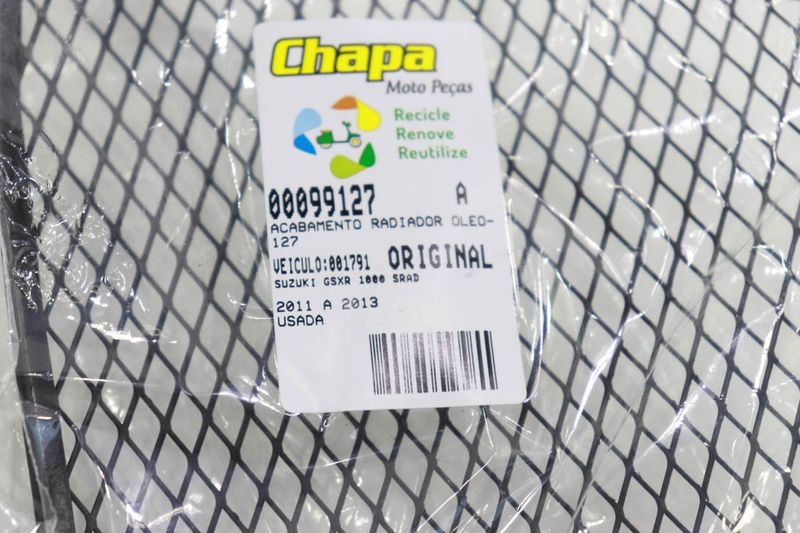 Chapa
Moto Peças
Recicle
Renove
Reutilize
00099127 A
ACABAMENTO RADIADOR OLEO-
127
VEICULO:001791 ORIGINAL
SUZUKI GSXR 1000 SRAD
2011 A 2013
USADA